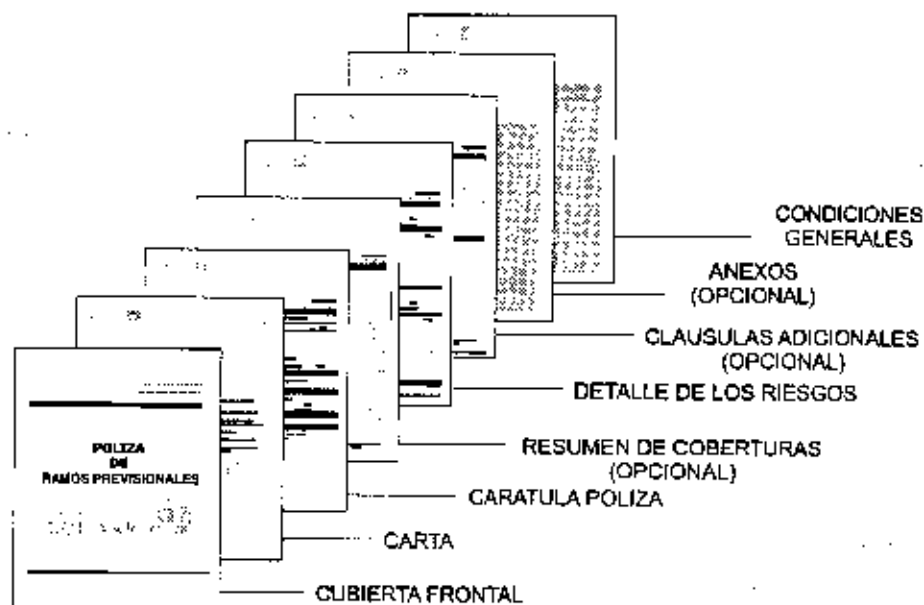 CONDICIONES
GENERALES
ANEXOS
(OPCIONAL)
CLAUSULAS ADICIONALES
(OPCIONAL)
DETALLE DE LOS RIESGOS
RESUMEN DE COBERTURAS
(OPCIONAL)
CARATULA POLIZA
CARTA
CUBIERTA FRONTAL
POLIZA
DE
RAMOS PREVISIONALES